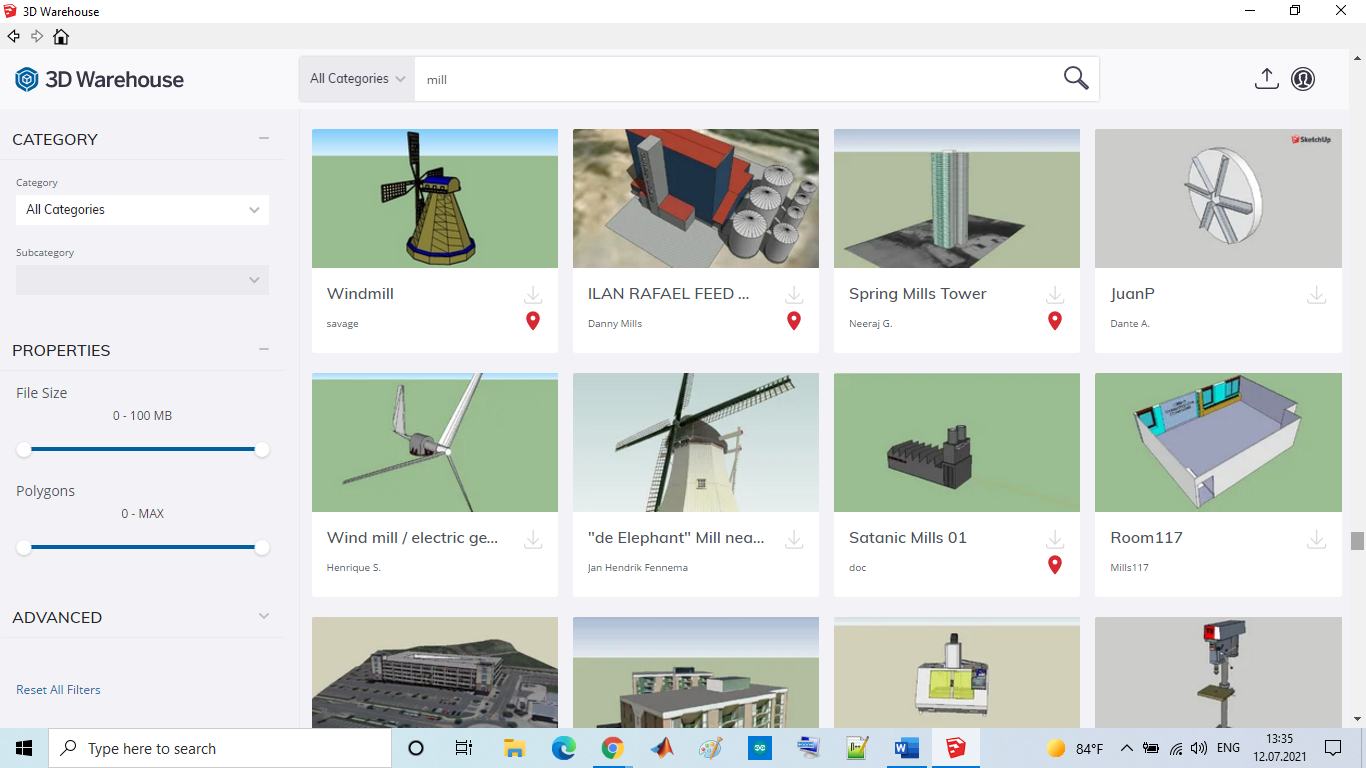 3D Warehouse
3D Warehouse
All Categories
mill
CATEGORY
Category
All Categories
Subcategory
PROPERTIES
File Size
0 - 100 MB
Polygons
0 - MAX
ADVANCED
Reset All Filters
Windmill
savage
ILAN RAFAEL FEED ...
Danny Mills
Spring Mills Tower
Neeraj G.
SketchUp
JuanP
Dante A.
Wind mill / electric ge...
Henrique S.
"de Elephant" Mill nea...
Jan Hendrik Fennema
Satanic Mills 01
doc
Room117
Mills117
Type here to search
84°F
ENG
13:35
12.07.2021